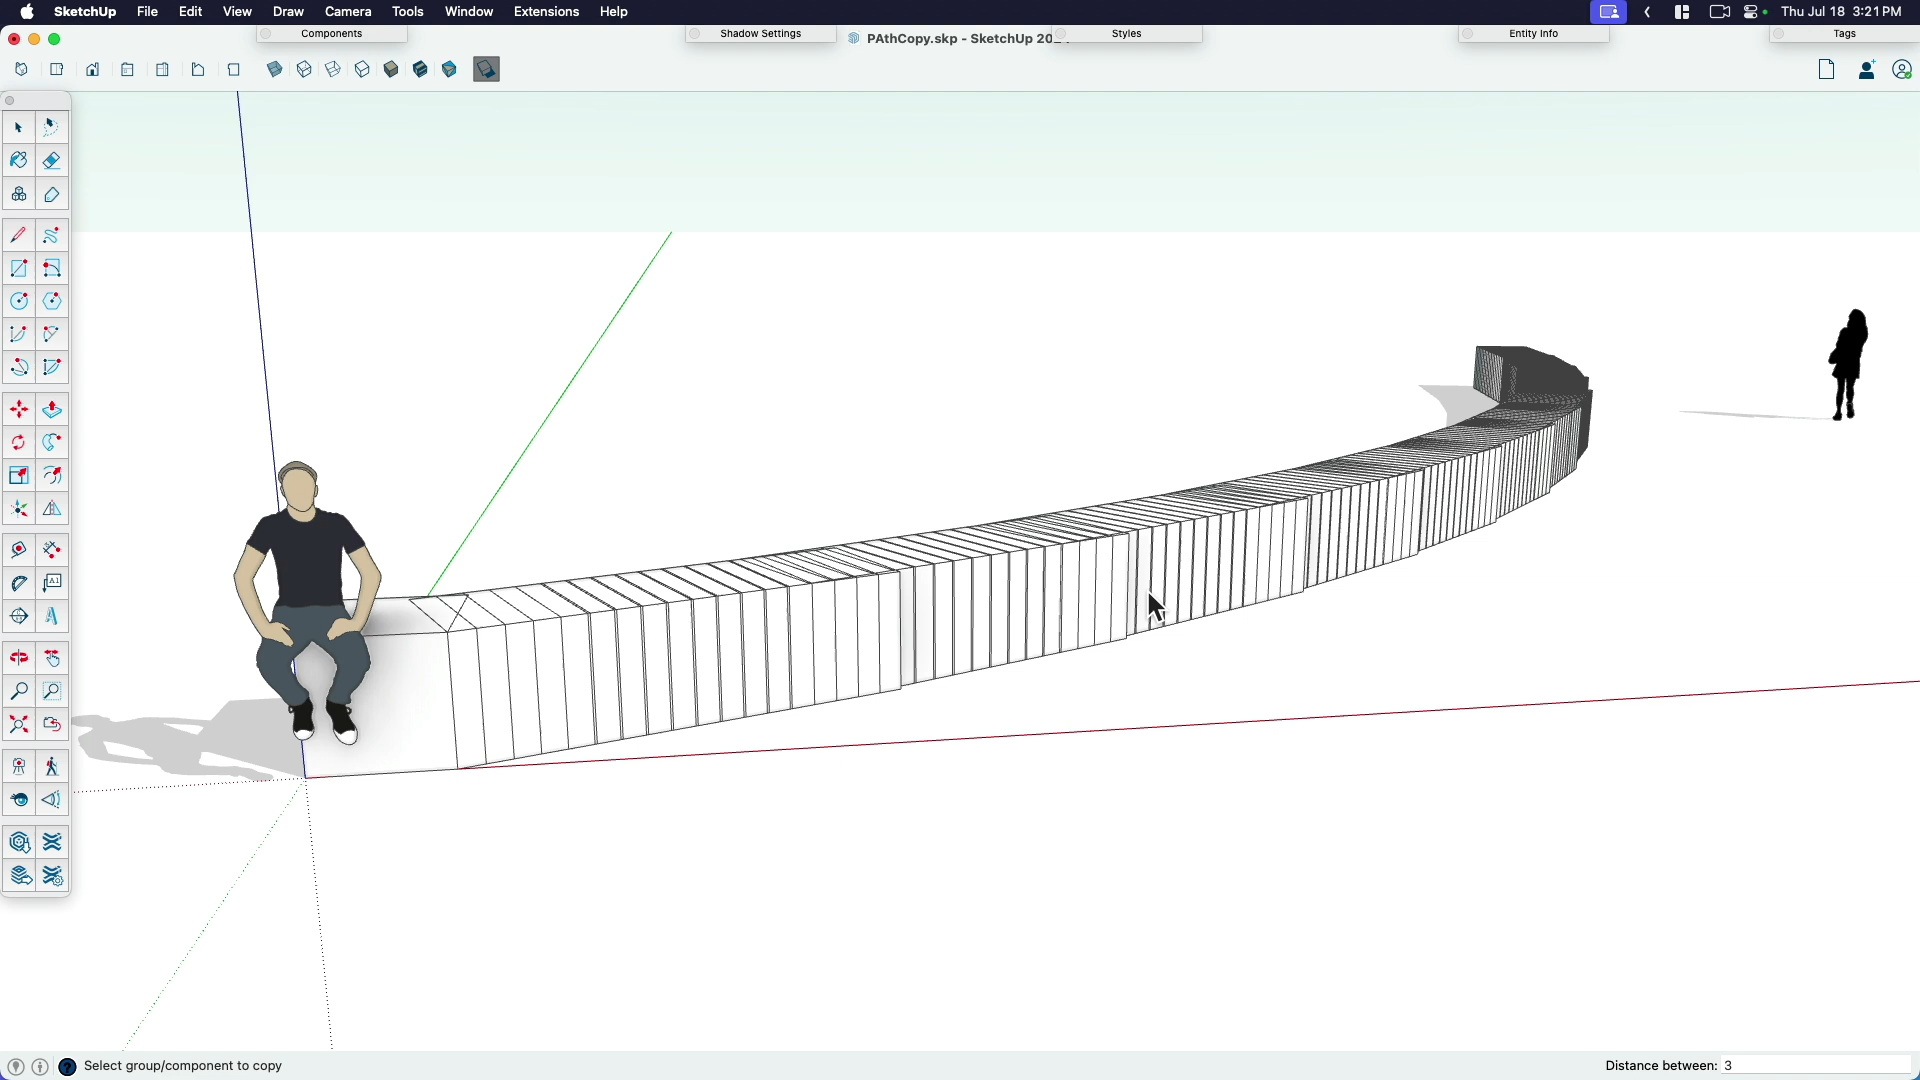 SketchUp File Edit View Draw Camera Tools Window Extensions Help Thu Jul 18 3:21 PM
Components Shadow Settings PAthCopy.skp - SketchUp 20 Styles Entity Info Tags
A1
Select group/component to copy Distance between: 3